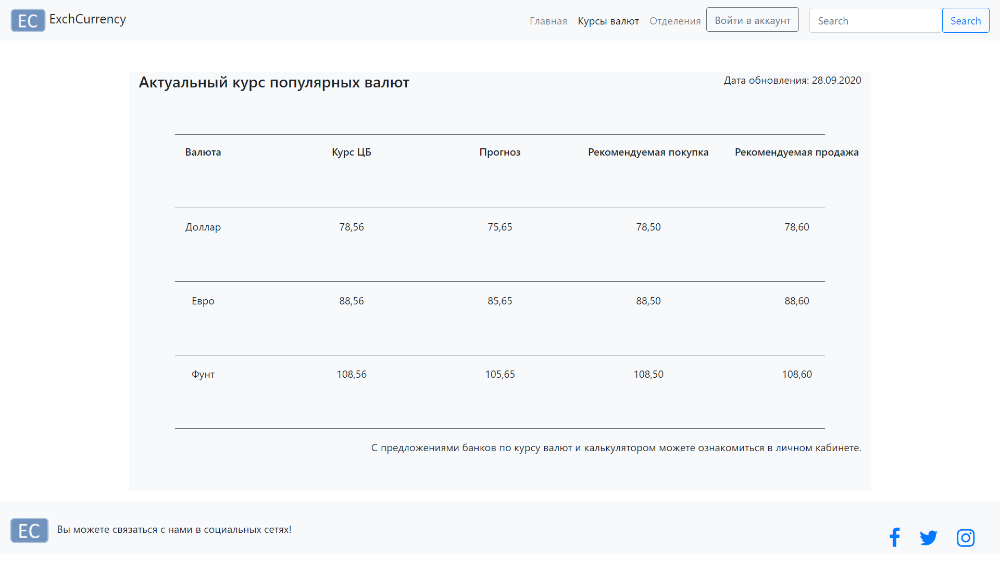 EC ExchCurrency Главная Курсы валют Отделения Войти в аккаунт Search Search
Актуальный курс популярных валют Дата обновления: 28.09.2020
Валюта Курс ЦБ Прогноз Рекомендуемая покупка Рекомендуемая продажа
Доллар 78,56 75,65 78,50 78,60
Евро 88,56 85,65 88,50 88,60
Фунт 108,56 105,65 108,50 108,60
С предложениями банков по курсу валют и калькулятором можете ознакомиться в личном кабинете.
EC Вы можете связаться с нами в социальных сетях!